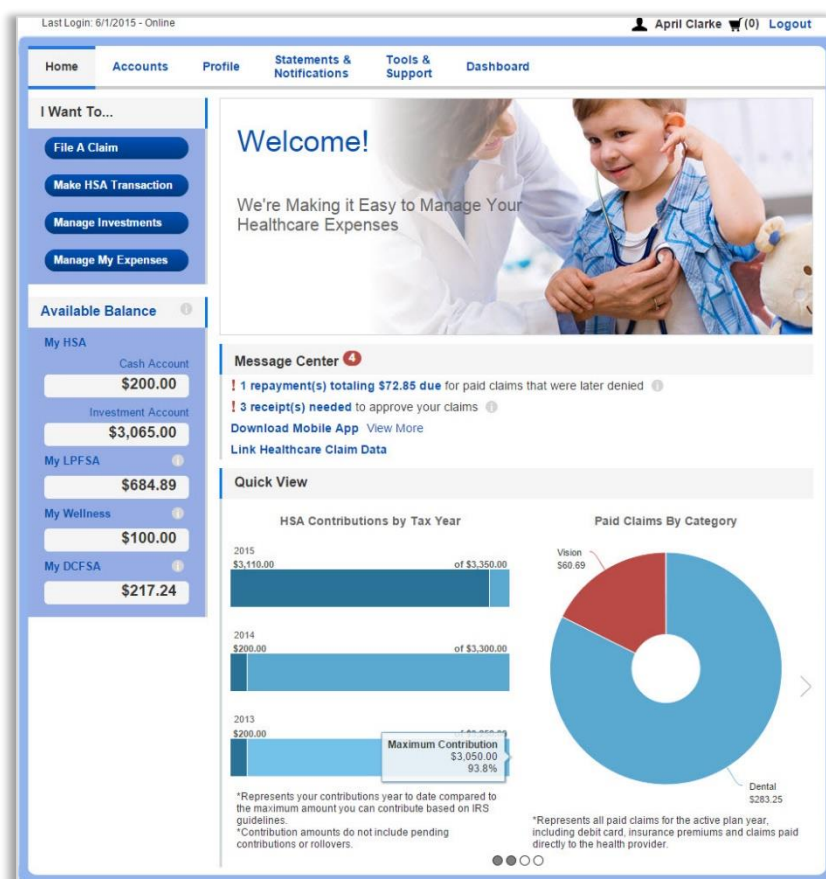 Last Login: 6/1/2015 - Online
April Clarke (0) Logout
Home
Accounts
Profile
Statements &
Notifications
Tools &
Support
Dashboard
I Want To...
File A Claim
Make HSA Transaction
Manage Investments
Manage My Expenses
Available Balance
My HSA
Cash Account
$200.00
Investment Account
$3,065.00
My LPFSA
$684.89
My Wellness
$100.00
My DCFSA
$217.24
Welcome!
We're Making it Easy to Manage Your
Healthcare Expenses
Message Center 4
! 1 repayment(s) totaling $72.85 due for paid claims that were later denied
! 3 receipt(s) needed to approve your claims
Download Mobile App View More
Link Healthcare Claim Data
Quick View
HSA Contributions by Tax Year
2015
$3,110.00 of $3,350.00
2014
$200.00 of $3,300.00
2013
$200.00
Maximum Contribution
$3,050.00
93.8%
*Represents your contributions year to date compared to
the maximum amount you can contribute based on IRS
guidelines.
*Contribution amounts do not include pending
contributions or rollovers.
Paid Claims By Category
Vision
$60.69
Dental
$283.25
*Represents all paid claims for the active plan year,
including debit card, insurance premiums and claims paid
directly to the health provider.